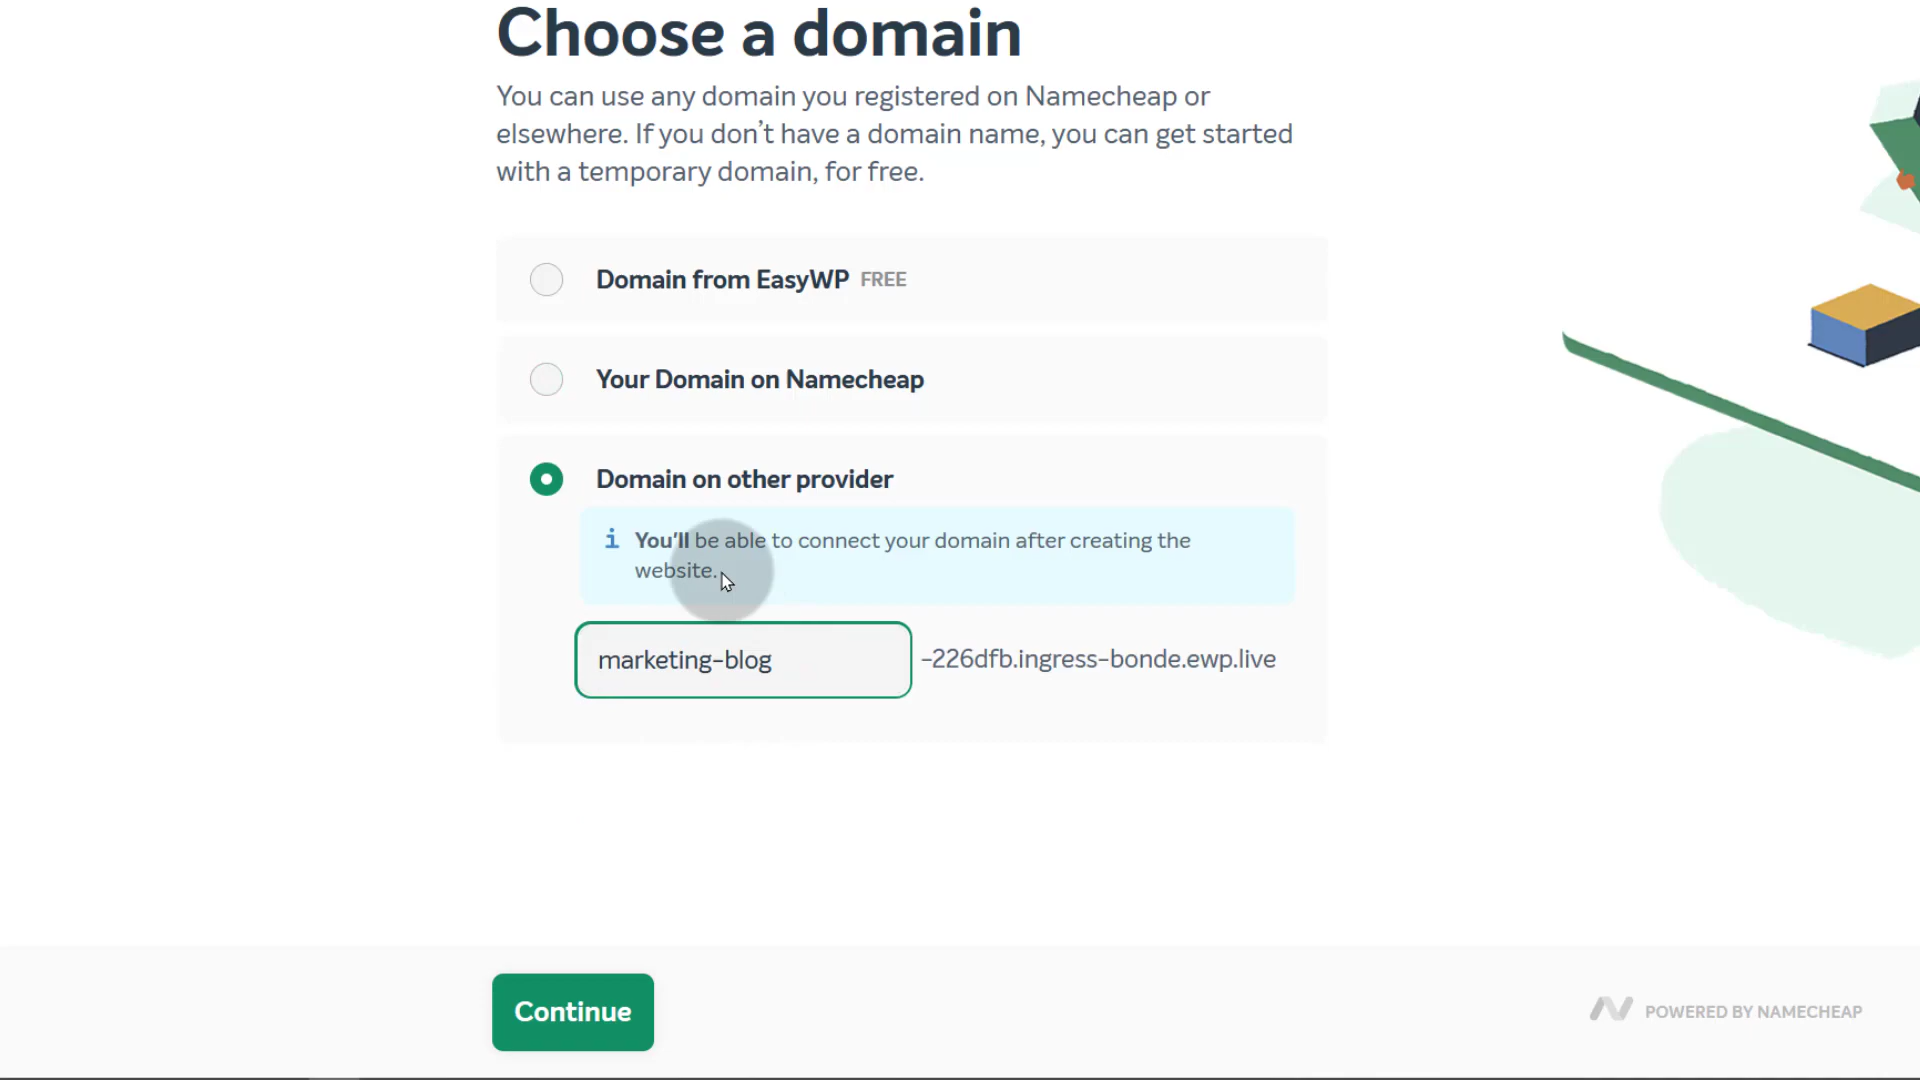 Choose a domain
You can use any domain you registered on Namecheap or
elsewhere. If you don't have a domain name, you can get started
with a temporary domain, for free.
Domain from EasyWP FREE
Your Domain on Namecheap
Domain on other provider
You'll be able to connect your domain after creating the
website.
marketing-blog -226dfb.ingress-bonde.ewp.live
Continue
POWERED BY NAMECHEAP